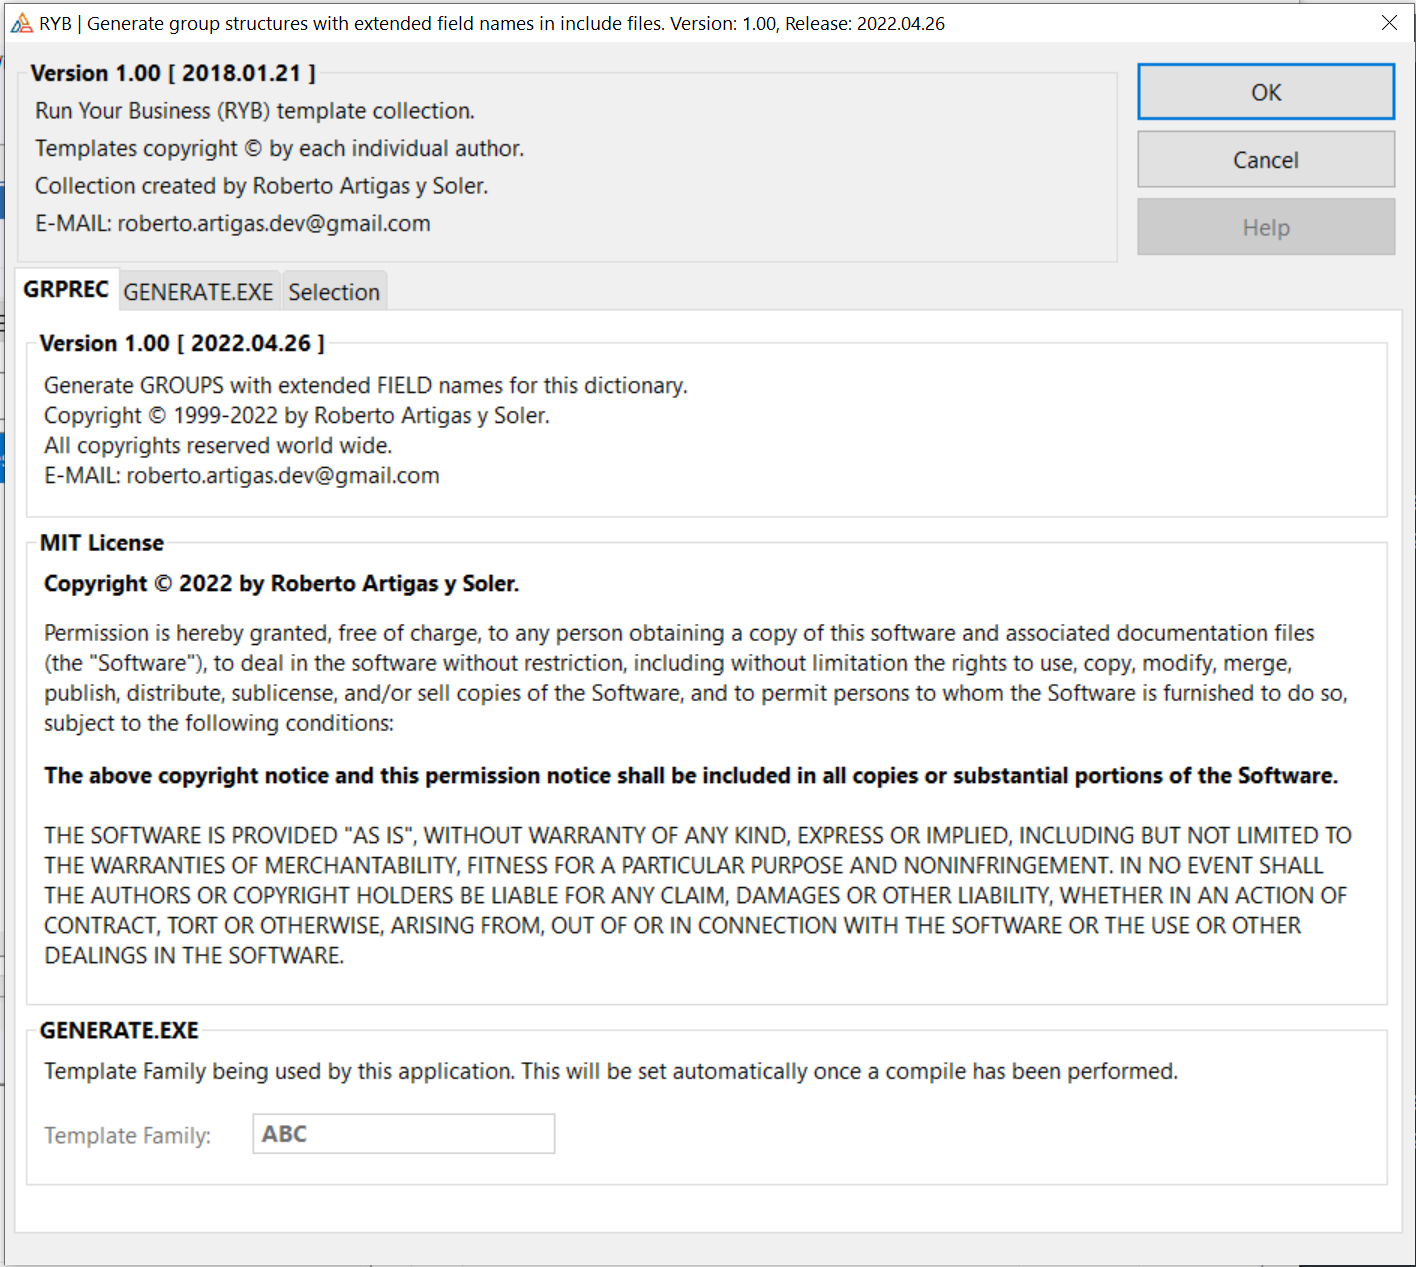 RYB | Generate group structures with extended field names in include files. Version: 1.00, Release: 2022.04.26
Version 1.00 [ 2018.01.21 ]
Run Your Business (RYB) template collection.
Templates copyright © by each individual author.
Collection created by Roberto Artigas y Soler.
E-MAIL: roberto.artigas.dev@gmail.com
OK
Cancel
Help
GRPREC
GENERATE.EXE
Selection
Version 1.00 [ 2022.04.26 ]
Generate GROUPS with extended FIELD names for this dictionary.
Copyright © 1999-2022 by Roberto Artigas y Soler.
All copyrights reserved world wide.
E-MAIL: roberto.artigas.dev@gmail.com
MIT License
Copyright © 2022 by Roberto Artigas y Soler.
Permission is hereby granted, free of charge, to any person obtaining a copy of this software and associated documentation files
(the "Software"), to deal in the software without restriction, including without limitation the rights to use, copy, modify, merge,
publish, distribute, sublicense, and/or sell copies of the Software, and to permit persons to whom the Software is furnished to do so,
subject to the following conditions:
The above copyright notice and this permission notice shall be included in all copies or substantial portions of the Software.
THE SOFTWARE IS PROVIDED "AS IS", WITHOUT WARRANTY OF ANY KIND, EXPRESS OR IMPLIED, INCLUDING BUT NOT LIMITED TO
THE WARRANTIES OF MERCHANTABILITY, FITNESS FOR A PARTICULAR PURPOSE AND NONINFRINGEMENT. IN NO EVENT SHALL
THE AUTHORS OR COPYRIGHT HOLDERS BE LIABLE FOR ANY CLAIM, DAMAGES OR OTHER LIABILITY, WHETHER IN AN ACTION OF
CONTRACT, TORT OR OTHERWISE, ARISING FROM, OUT OF OR IN CONNECTION WITH THE SOFTWARE OR THE USE OR OTHER
DEALINGS IN THE SOFTWARE.
GENERATE.EXE
Template Family being used by this application. This will be set automatically once a compile has been performed.
Template Family:
ABC